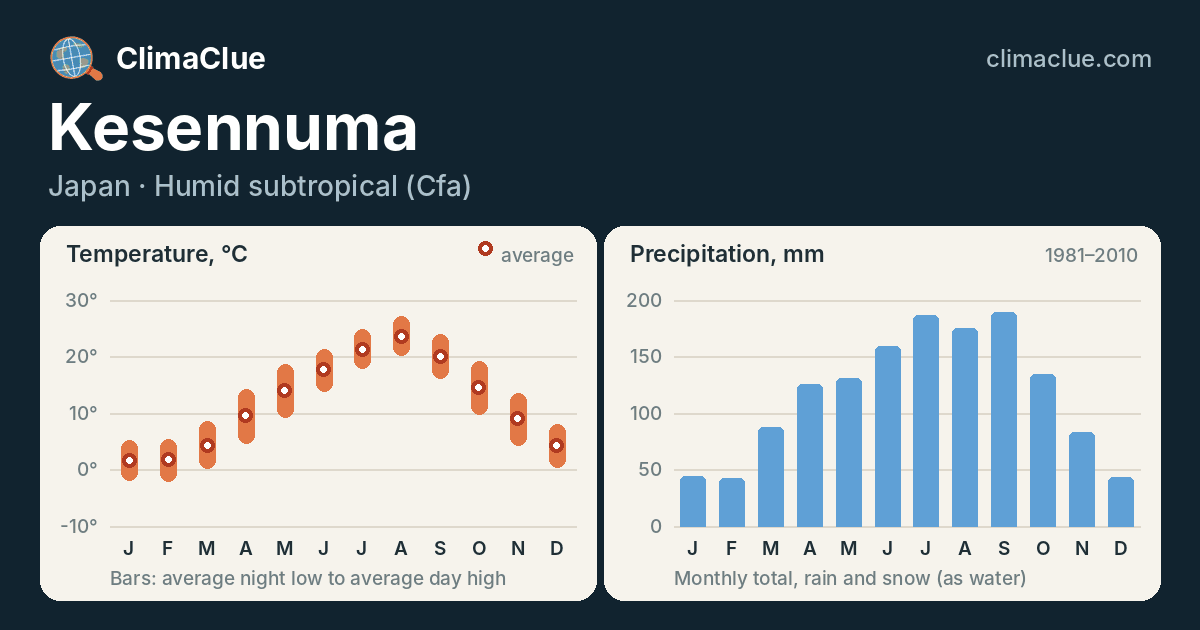 ClimaClue
climaclue.com
Kesennuma
Japan · Humid subtropical (Cfa)
Temperature, °C
average
30°
20°
10°
0°
-10°
J F M A M J J A S O N D
Bars: average night low to average day high
Precipitation, mm
1981–2010
200
150
100
50
0
J F M A M J J A S O N D
Monthly total, rain and snow (as water)